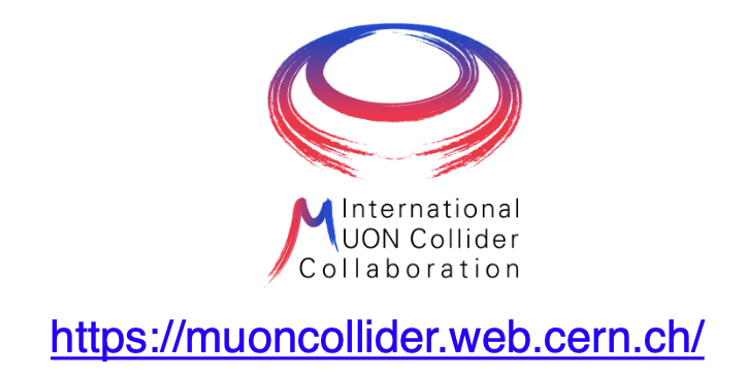 International
MUON Collider
Collaboration
https://muoncollider.web.cern.ch/